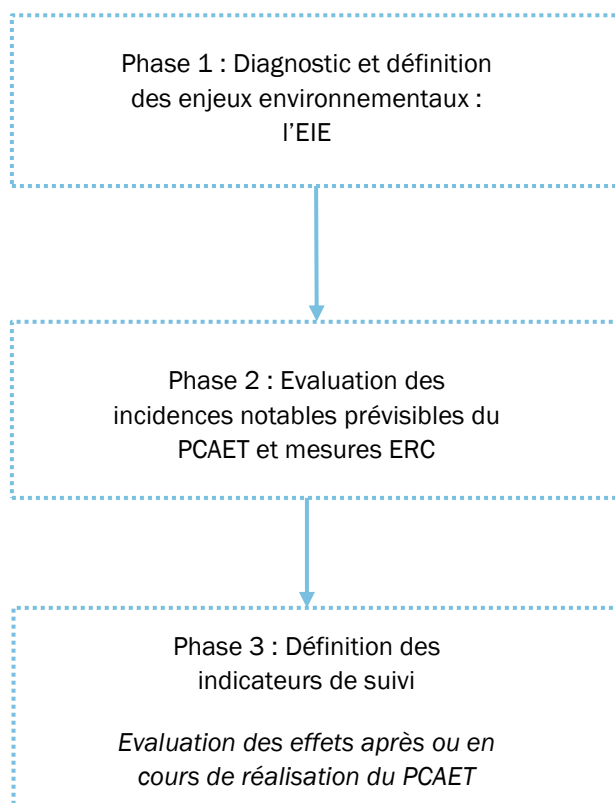 Phase 1 : Diagnostic et définition
des enjeux environnementaux :
l’EIE
Phase 2 : Evaluation des
incidences notables prévisibles du
PCAET et mesures ERC
Phase 3 : Définition des
indicateurs de suivi
Evaluation des effets après ou en
cours de réalisation du PCAET